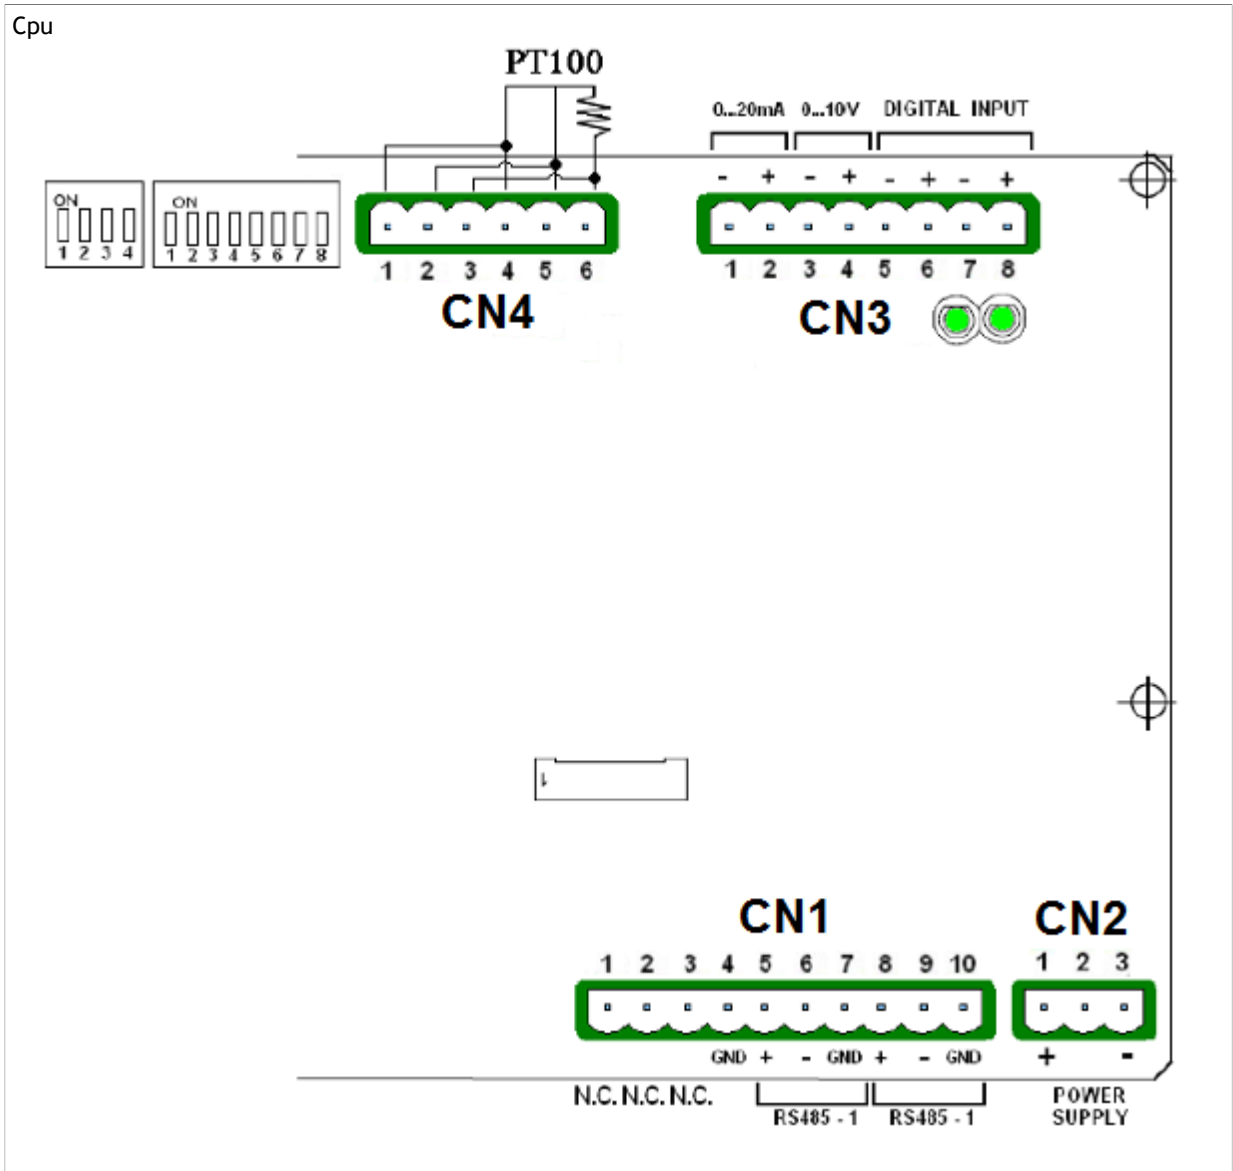 Cpu
PT100
0...20mA 0...10V DIGITAL INPUT
- + - + - + - +
ON
1 2 3 4
ON
1 2 3 4 5 6 7 8
1 2 3 4 5 6
CN4
1 2 3 4 5 6 7 8
CN3
1
CN1
1 2 3 4 5 6 7 8 9 10
GND + - GND + - GND
N.C. N.C. N.C.
RS485 - 1 RS485 - 1
CN2
1 2 3
+ -
POWER
SUPPLY